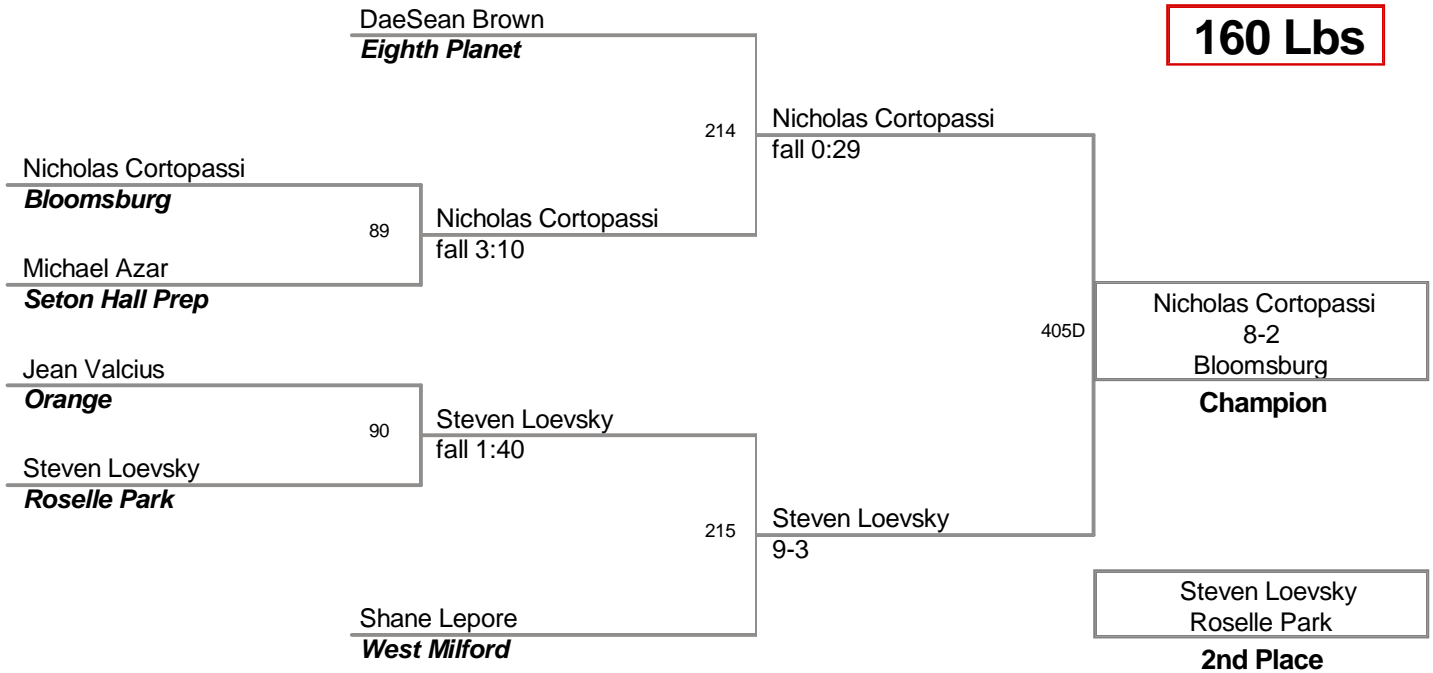 DaeSean Brown
Eighth Planet
160 Lbs
214
Nicholas Cortopassi
fall 0:29
Nicholas Cortopassi
Bloomsburg
89
Nicholas Cortopassi
fall 3:10
Michael Azar
Seton Hall Prep
405D
Nicholas Cortopassi
8-2
Bloomsburg
Champion
Jean Valcius
Orange
90
Steven Loevsky
fall 1:40
Steven Loevsky
Roselle Park
215
Steven Loevsky
9-3
Shane Lepore
West Milford
Steven Loevsky
Roselle Park
2nd Place